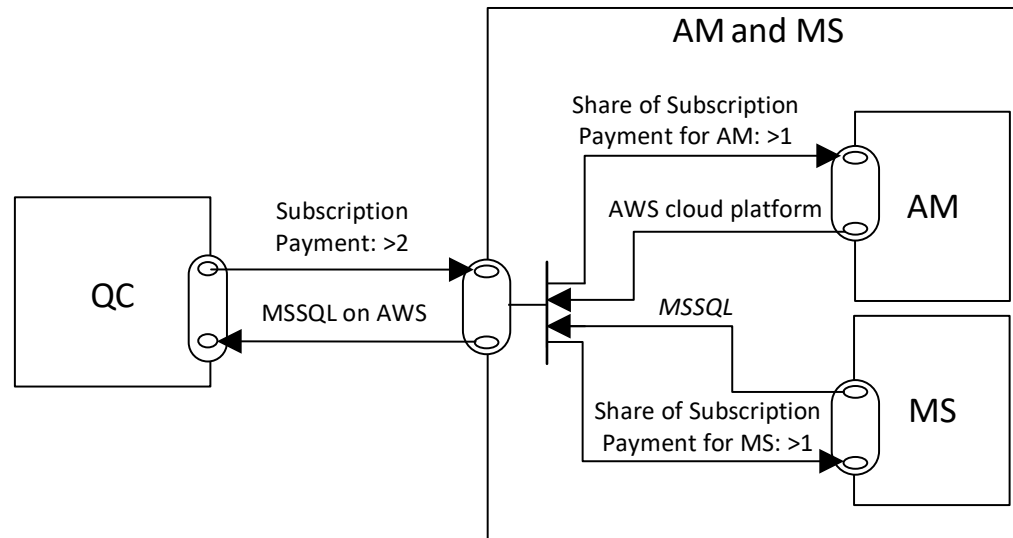 AM and MS
Share of Subscription
Payment for AM: >1
AM
AWS cloud platform
Subscription
Payment: >2
QC
MSSQL on AWS
MSSQL
MS
Share of Subscription
Payment for MS: >1